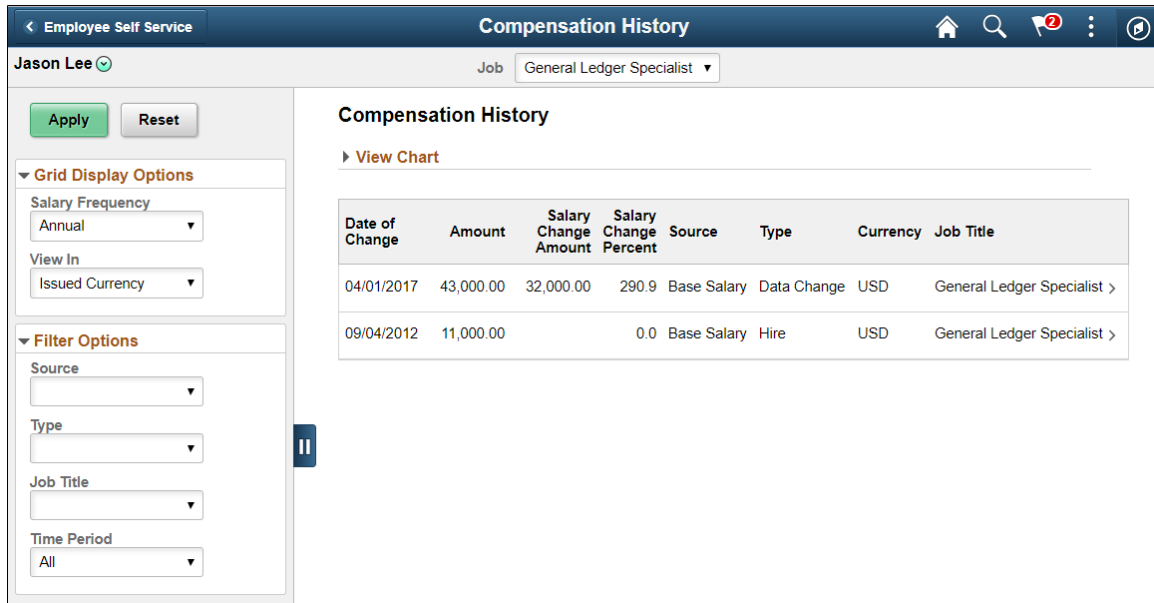 Employee Self Service
Compensation History
2
Jason Lee
Job General Ledger Specialist
Apply Reset
Grid Display Options
Salary Frequency
Annual
View In
Issued Currency
Filter Options
Source
Type
Job Title
Time Period
All
Compensation History
View Chart
Date of Change Amount Salary Change Amount Salary Change Percent Source Type Currency Job Title
04/01/2017 43,000.00 32,000.00 290.9 Base Salary Data Change USD General Ledger Specialist
09/04/2012 11,000.00 0.0 Base Salary Hire USD General Ledger Specialist